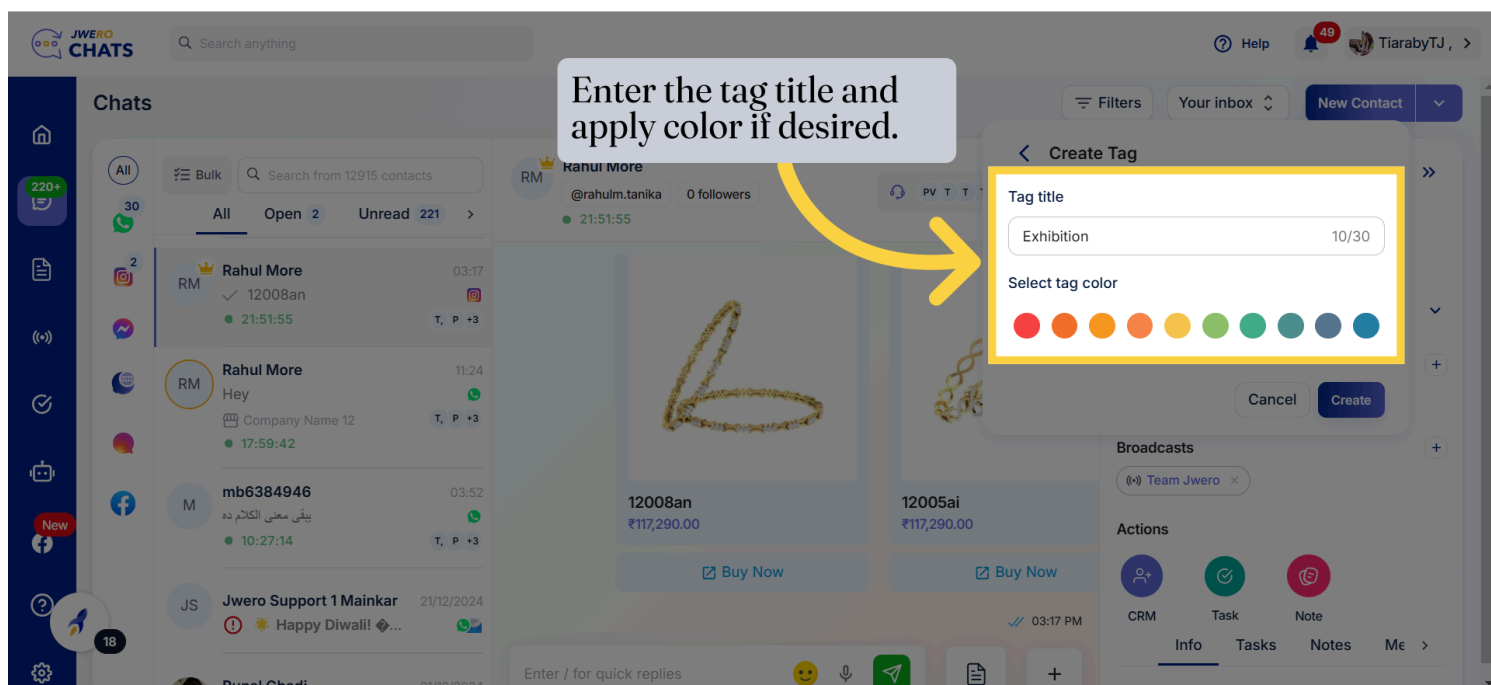 JWERO
CHATS
Search anything
Help
49
TiarabyTJ ,
Enter the tag title and
apply color if desired.
Chats
Filters
Your inbox
New Contact
Create Tag
Tag title
Exhibition
10/30
Select tag color
Cancel
Create
220+
New
18
All
30
2
Bulk
Search from 12915 contacts
All
Open 2
Unread 221
Rahul More
03:17
12008an
21:51:55
T, P +3
RM
Rahul More
11:24
Hey
Company Name 12
T, P +3
17:59:42
RM
mb6384946
03:52
يبقى معنى الكلام ده
10:27:14
T, P +3
M
Jwero Support 1 Mainkar
21/12/2024
Happy Diwali! �...
JS
RM
Rahul More
@rahulm.tanika
0 followers
21:51:55
PV T T
12008an
₹117,290.00
Buy Now
12005ai
₹117,290.00
Buy Now
03:17 PM
Enter / for quick replies
Broadcasts
Team Jwero
Actions
CRM
Task
Note
Info
Tasks
Notes